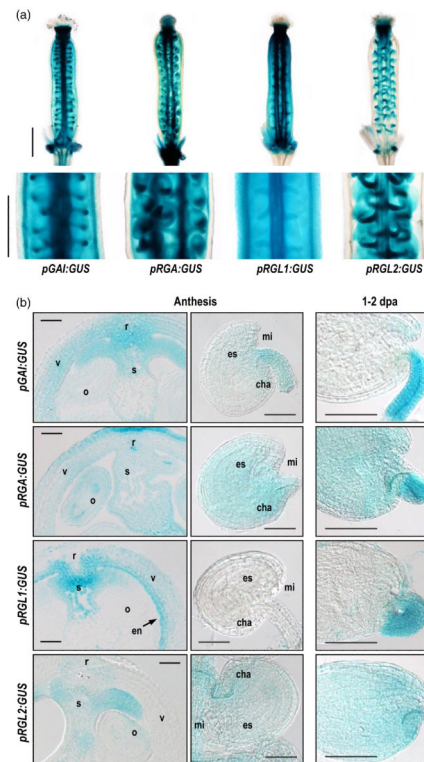 (a)
pGAI:GUS pRGA:GUS pRGL1:GUS pRGL2:GUS
(b)
Anthesis 1-2 dpa
pGAI:GUS
r
v
s
o
mi
es
cha
pRGA:GUS
r
v
s
o
es
mi
cha
pRGL1:GUS
r
v
s
o
en
es
mi
cha
pRGL2:GUS
r
s
v
o
cha
mi
es